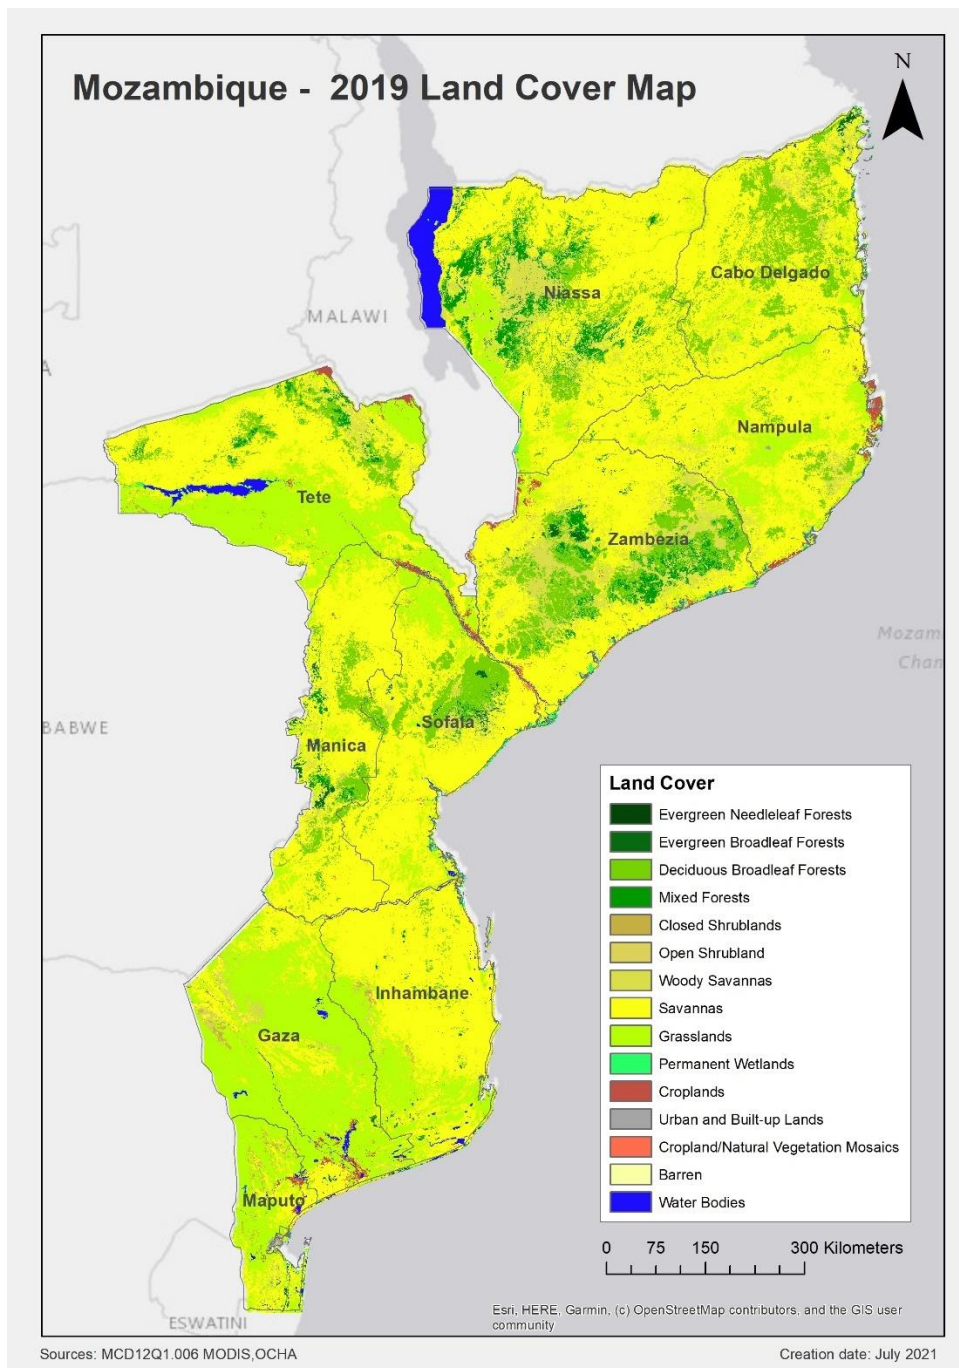 Mozambique - 2019 Land Cover Map
N
MALAWI
Niassa
Cabo Delgado
A
Nampula
Tete
Zambezia
Mozam
Chan
BABWE
Sofala
Manica
Inhambane
Gaza
Maputo
ESWATINI
Land Cover
Evergreen Needleleaf Forests
Evergreen Broadleaf Forests
Deciduous Broadleaf Forests
Mixed Forests
Closed Shrublands
Open Shrubland
Woody Savannas
Savannas
Grasslands
Permanent Wetlands
Croplands
Urban and Built-up Lands
Cropland/Natural Vegetation Mosaics
Barren
Water Bodies
0 75 150 300 Kilometers
Esri, HERE, Garmin, (c) OpenStreetMap contributors, and the GIS user
community
Sources: MCD12Q1.006 MODIS,OCHA
Creation date: July 2021